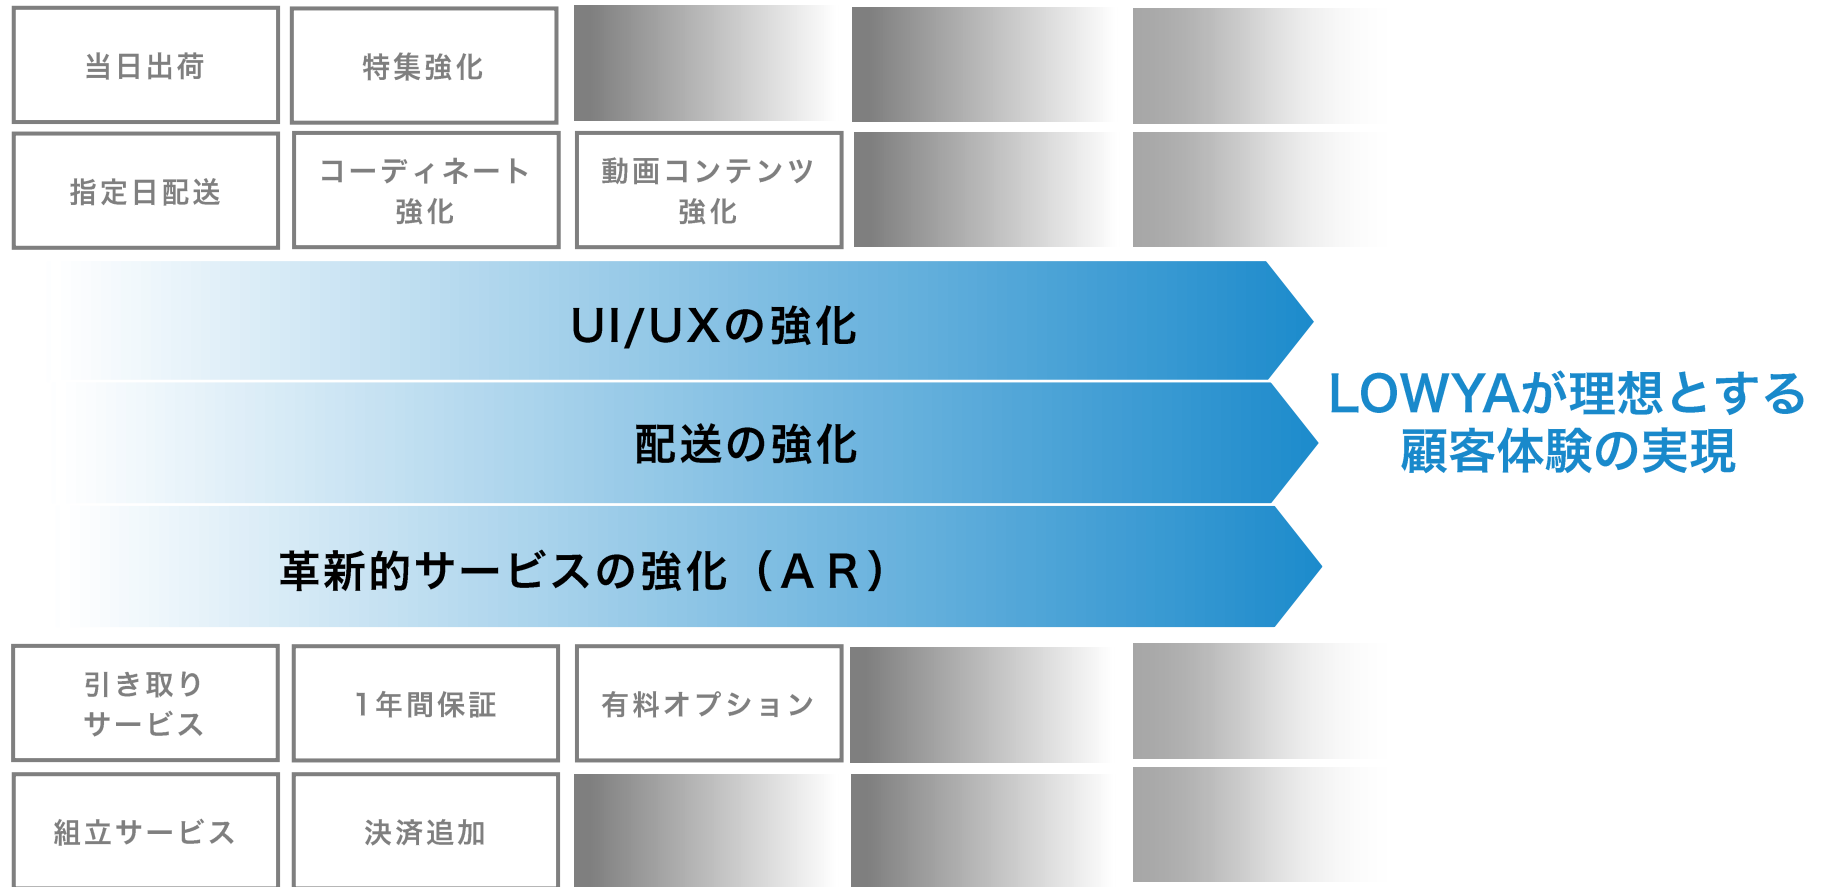 当日出荷
特集強化
指定日配送
コーディネート
強化
動画コンテンツ
強化
UI/UXの強化
配送の強化
革新的サービスの強化（ＡＲ）
LOWYAが理想とする
顧客体験の実現
引き取り
サービス
1年間保証
有料オプション
組立サービス
決済追加